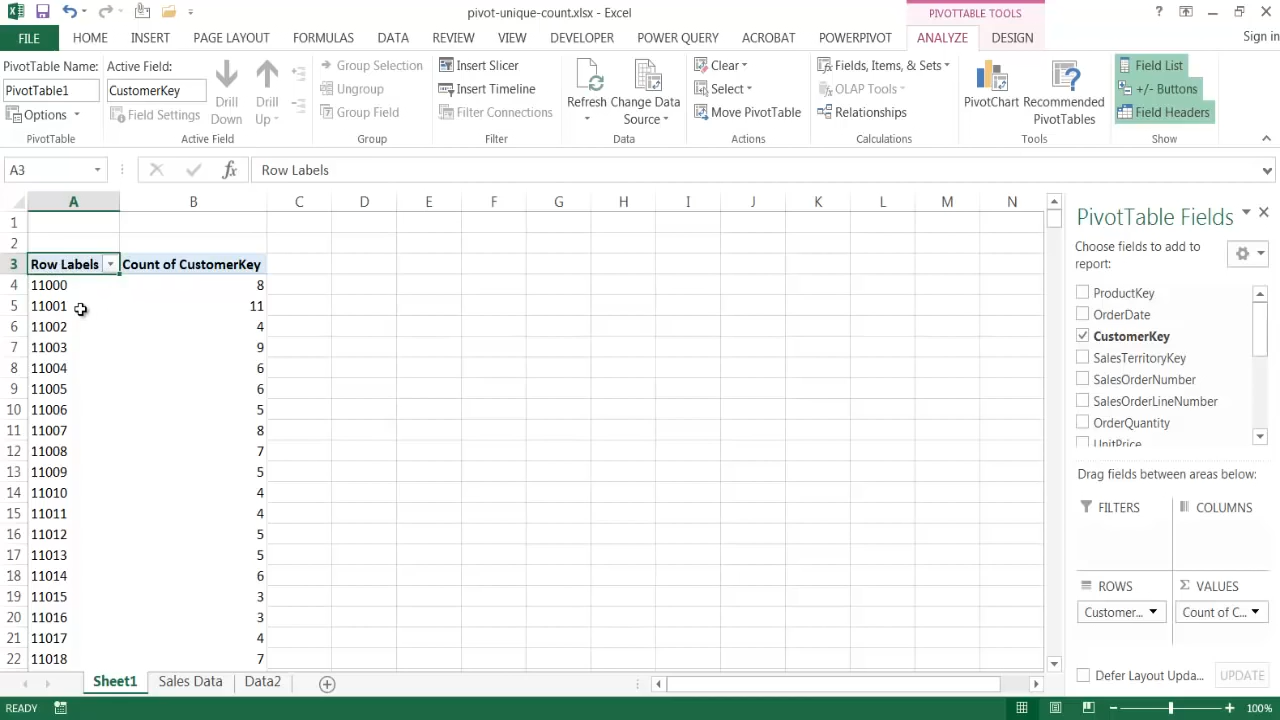 pivot-unique-count.xlsx - Excel
PIVOTTABLE TOOLS
?
Sign in
FILE
HOME
INSERT
PAGE LAYOUT
FORMULAS
DATA
REVIEW
VIEW
DEVELOPER
POWER QUERY
ACROBAT
POWERPIVOT
ANALYZE
DESIGN
PivotTable Name:
PivotTable1
Options
PivotTable
Active Field:
CustomerKey
Field Settings
Drill Down
Drill Up
Active Field
Group Selection
Ungroup
Group Field
Group
Insert Slicer
Insert Timeline
Filter Connections
Filter
Refresh
Change Data Source
Data
Clear
Select
Move PivotTable
Actions
Fields, Items, & Sets
OLAP Tools
Relationships
Calculations
PivotChart
Recommended PivotTables
Tools
Field List
+/- Buttons
Field Headers
Show
A3
fx
Row Labels
A B C D E F G H I J K L M N
1
2
3 Row Labels Count of CustomerKey
4 11000 8
5 11001 11
6 11002 4
7 11003 9
8 11004 6
9 11005 6
10 11006 5
11 11007 8
12 11008 7
13 11009 5
14 11010 4
15 11011 4
16 11012 5
17 11013 5
18 11014 6
19 11015 3
20 11016 3
21 11017 4
22 11018 7
PivotTable Fields
Choose fields to add to
report:
ProductKey
OrderDate
CustomerKey
SalesTerritoryKey
SalesOrderNumber
SalesOrderLineNumber
OrderQuantity
UnitPrice
Drag fields between areas below:
FILTERS
COLUMNS
ROWS
Customer...
Σ VALUES
Count of C...
Defer Layout Upda...
UPDATE
Sheet1
Sales Data
Data2
READY
100%